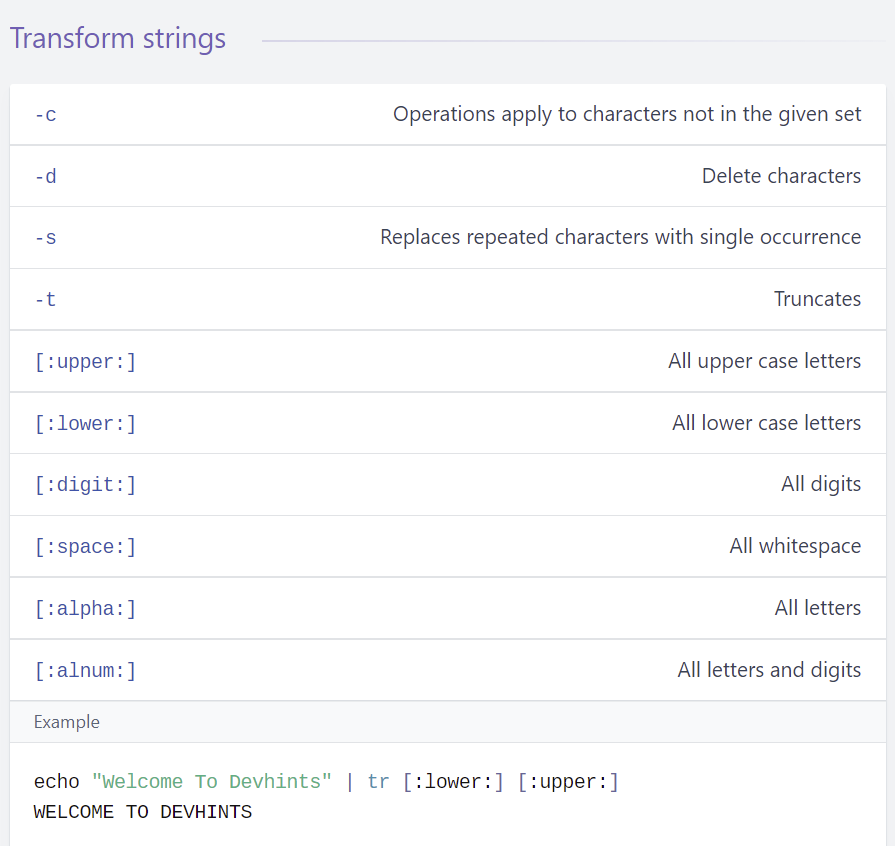 Transform strings
-c Operations apply to characters not in the given set
-d Delete characters
-s Replaces repeated characters with single occurrence
-t Truncates
[:upper:] All upper case letters
[:lower:] All lower case letters
[:digit:] All digits
[:space:] All whitespace
[:alpha:] All letters
[:alnum:] All letters and digits
Example
echo "Welcome To Devhints" | tr [:lower:] [:upper:]
WELCOME TO DEVHINTS